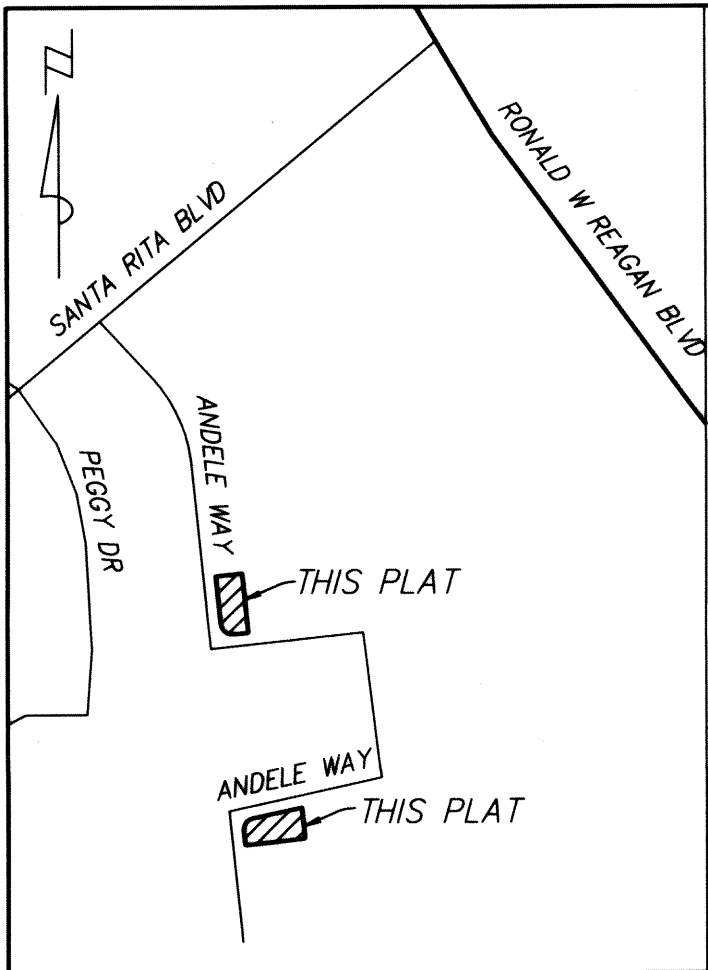 N
SANTA RITA BLVD
RONALD W REAGAN BLVD
ANDELE WAY
PEGGY DR
THIS PLAT
ANDELE WAY
THIS PLAT